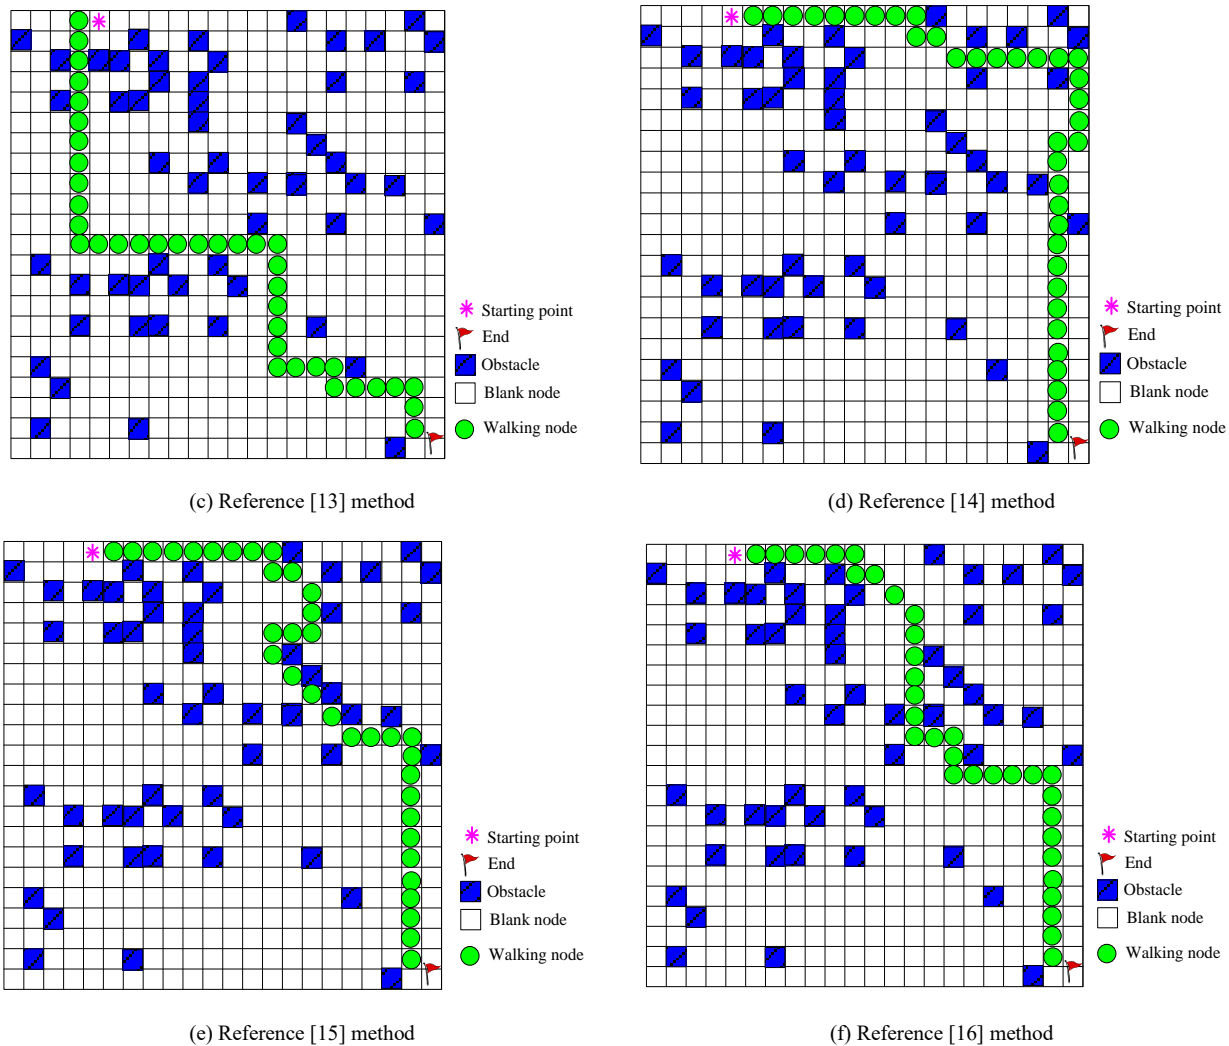 Starting point
End
Obstacle
Blank node
Walking node
(c) Reference [13] method
Starting point
End
Obstacle
Blank node
Walking node
(d) Reference [14] method
Starting point
End
Obstacle
Blank node
Walking node
(e) Reference [15] method
Starting point
End
Obstacle
Blank node
Walking node
(f) Reference [16] method